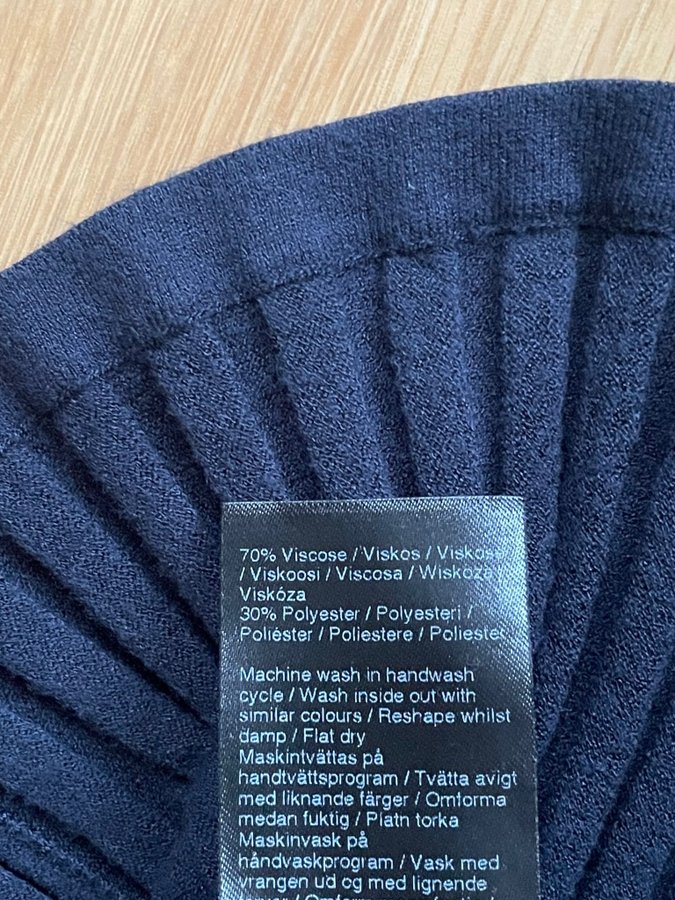 70% Viscose / Viskos / Viskose
/ Viskoosi / Viscosa / Wiskoza /
Viskóza
30% Polyester / Polyesteri /
Poliéster / Poliestere / Poliester
Machine wash in handwash
cycle / Wash inside out with
similar colours / Reshape whilst
damp / Flat dry
Maskintvättas på
handtvättsprogram / Tvätta avigt
med liknande färger / Omforma
medan fuktig / Platn torka
Maskinvask på
håndvaskprogram / Vask med
vrangen ud og med lignende